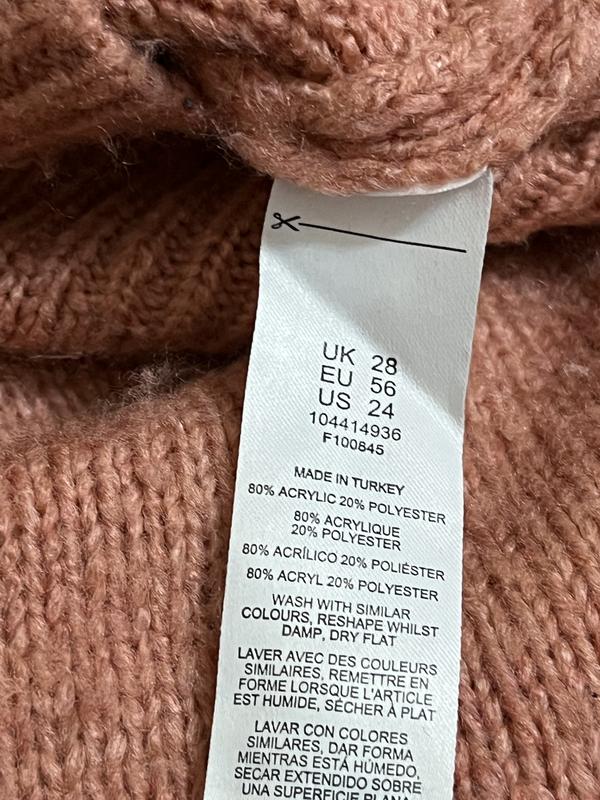 UK 28
EU 56
US 24
104414936
F100845
MADE IN TURKEY
80% ACRYLIC 20% POLYESTER
80% ACRYLIQUE
20% POLYESTER
80% ACRÍLICO 20% POLIÉSTER
80% ACRYL 20% POLYESTER
WASH WITH SIMILAR
COLOURS, RESHAPE WHILST
DAMP, DRY FLAT
LAVER AVEC DES COULEURS
SIMILAIRES, REMETTRE EN
FORME LORSQUE L'ARTICLE
EST HUMIDE, SÉCHER À PLAT
LAVAR CON COLORES
SIMILARES, DAR FORMA
MIENTRAS ESTÁ HÚMEDO,
SECAR EXTENDIDO SOBRE
UNA SUPERFICIE PLANA